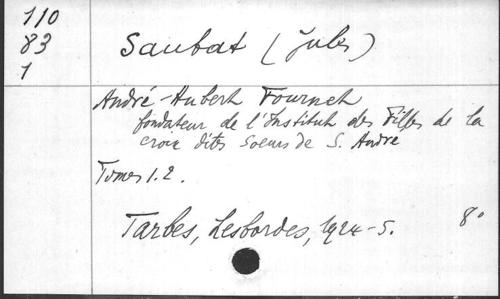 110
83
1
Saubat (Jules)
André-Hubert Fournet
fondateur de l'Institut des Filles de la
croix dites Soeurs de S. André
Tomes 1.2.
Tarbes, Lesbordes, 1924-5. 8°